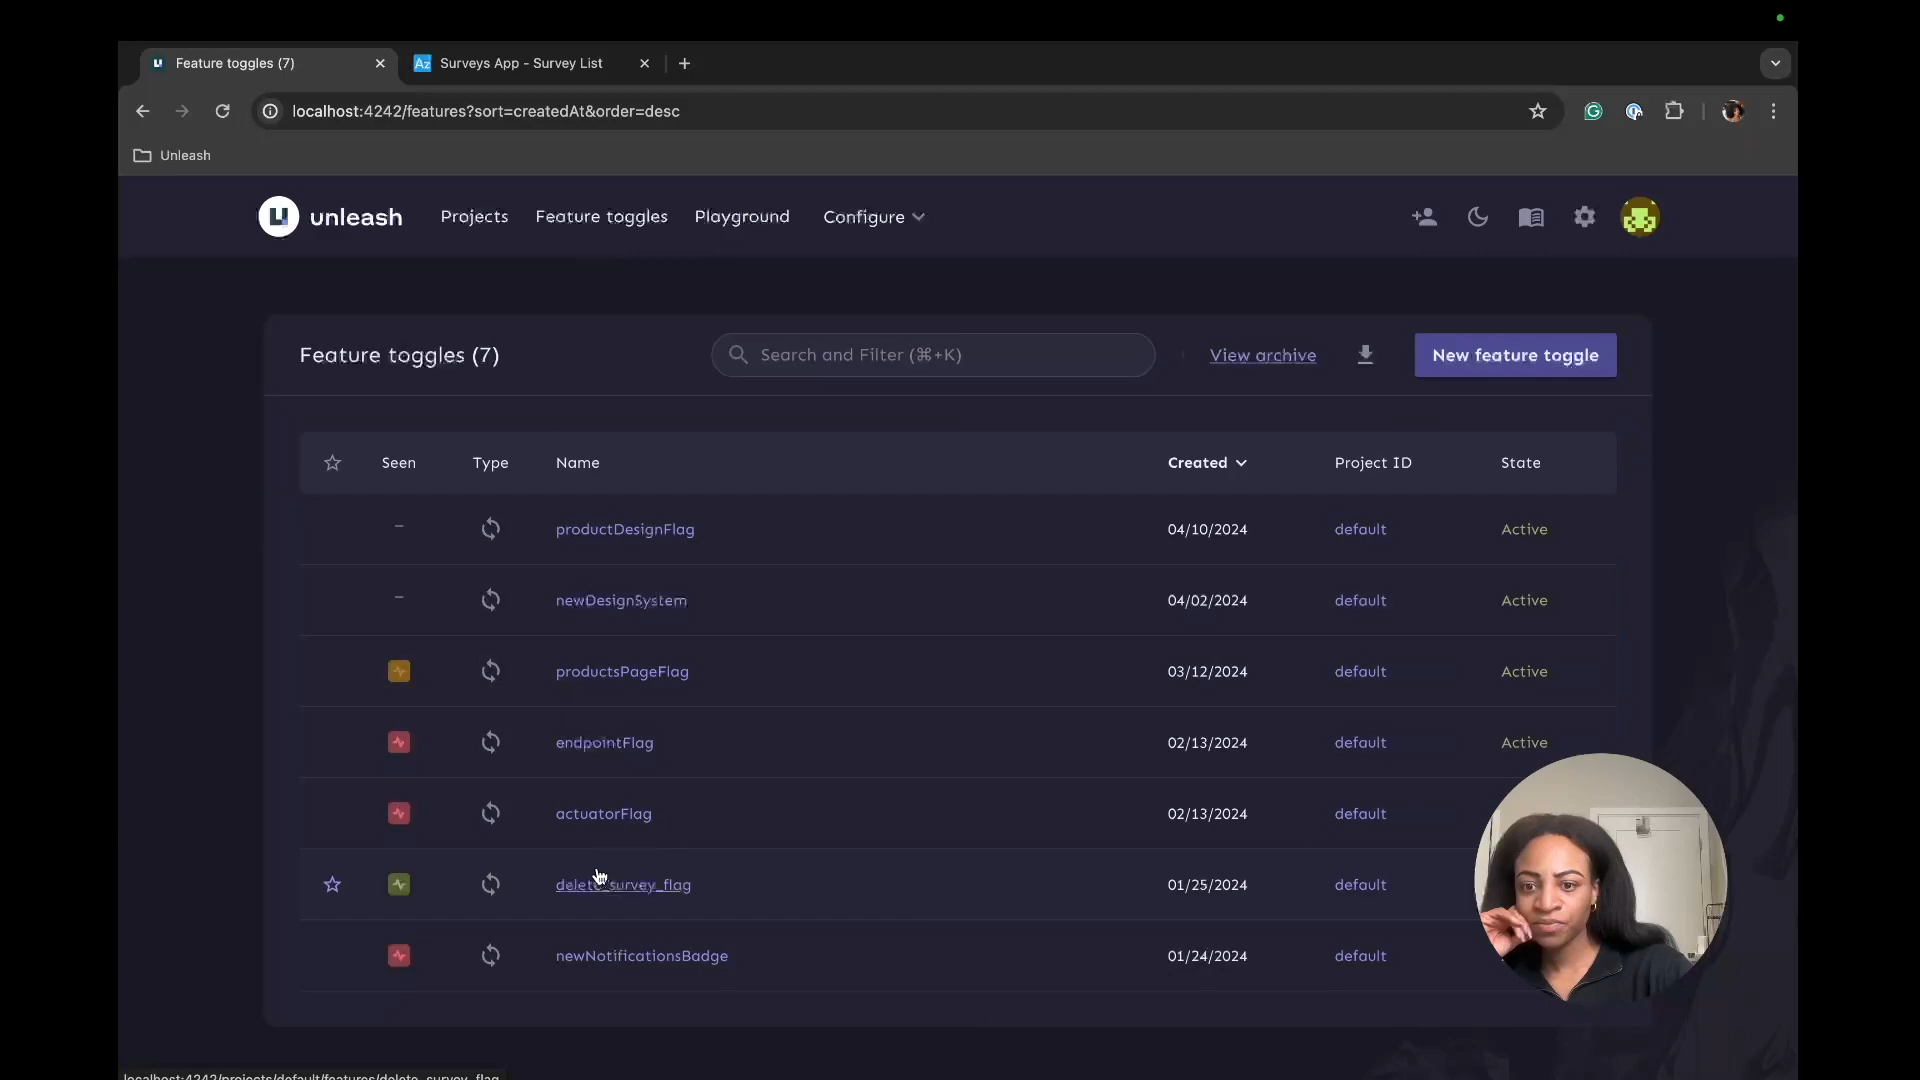 Feature toggles (7)
Az Surveys App - Survey List
localhost:4242/features?sort=createdAt&order=desc
Unleash
unleash Projects Feature toggles Playground Configure
Feature toggles (7) Search and Filter (⌘+K) View archive New feature toggle
Seen Type Name Created Project ID State
– productDesignFlag 04/10/2024 default Active
– newDesignSystem 04/02/2024 default Active
productsPageFlag 03/12/2024 default Active
endpointFlag 02/13/2024 default Active
actuatorFlag 02/13/2024 default
delete_survey_flag 01/25/2024 default
newNotificationsBadge 01/24/2024 default
localhost:4242/projects/default/features/delete_survey_flag